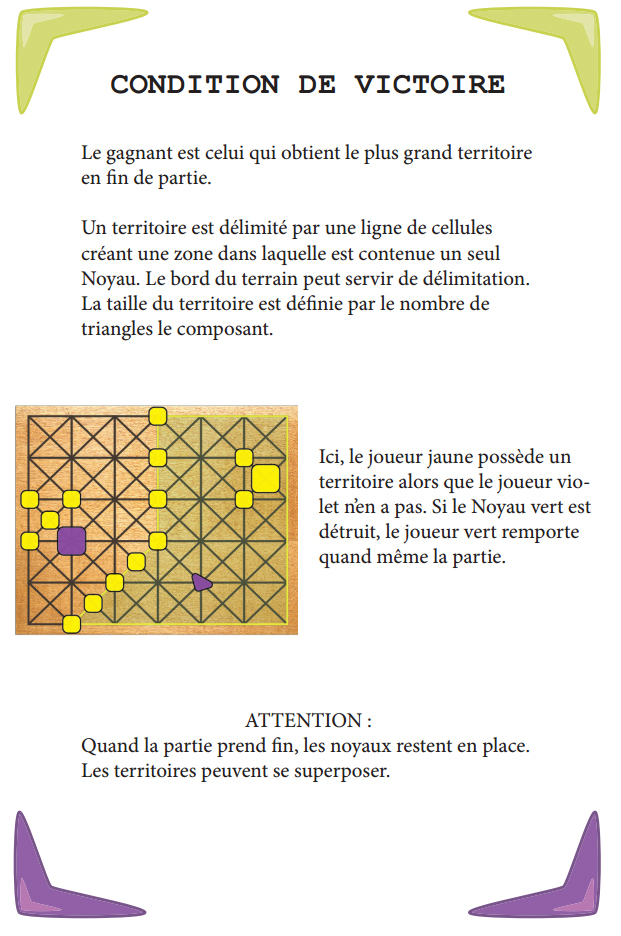 CONDITION DE VICTOIRE
Le gagnant est celui qui obtient le plus grand territoire
en fin de partie.
Un territoire est délimité par une ligne de cellules
créant une zone dans laquelle est contenue un seul
Noyau. Le bord du terrain peut servir de délimitation.
La taille du territoire est définie par le nombre de
triangles le composant.
Ici, le joueur jaune possède un
territoire alors que le joueur vio-
let n'en a pas. Si le Noyau vert est
détruit, le joueur vert remporte
quand même la partie.
ATTENTION :
Quand la partie prend fin, les noyaux restent en place.
Les territoires peuvent se superposer.